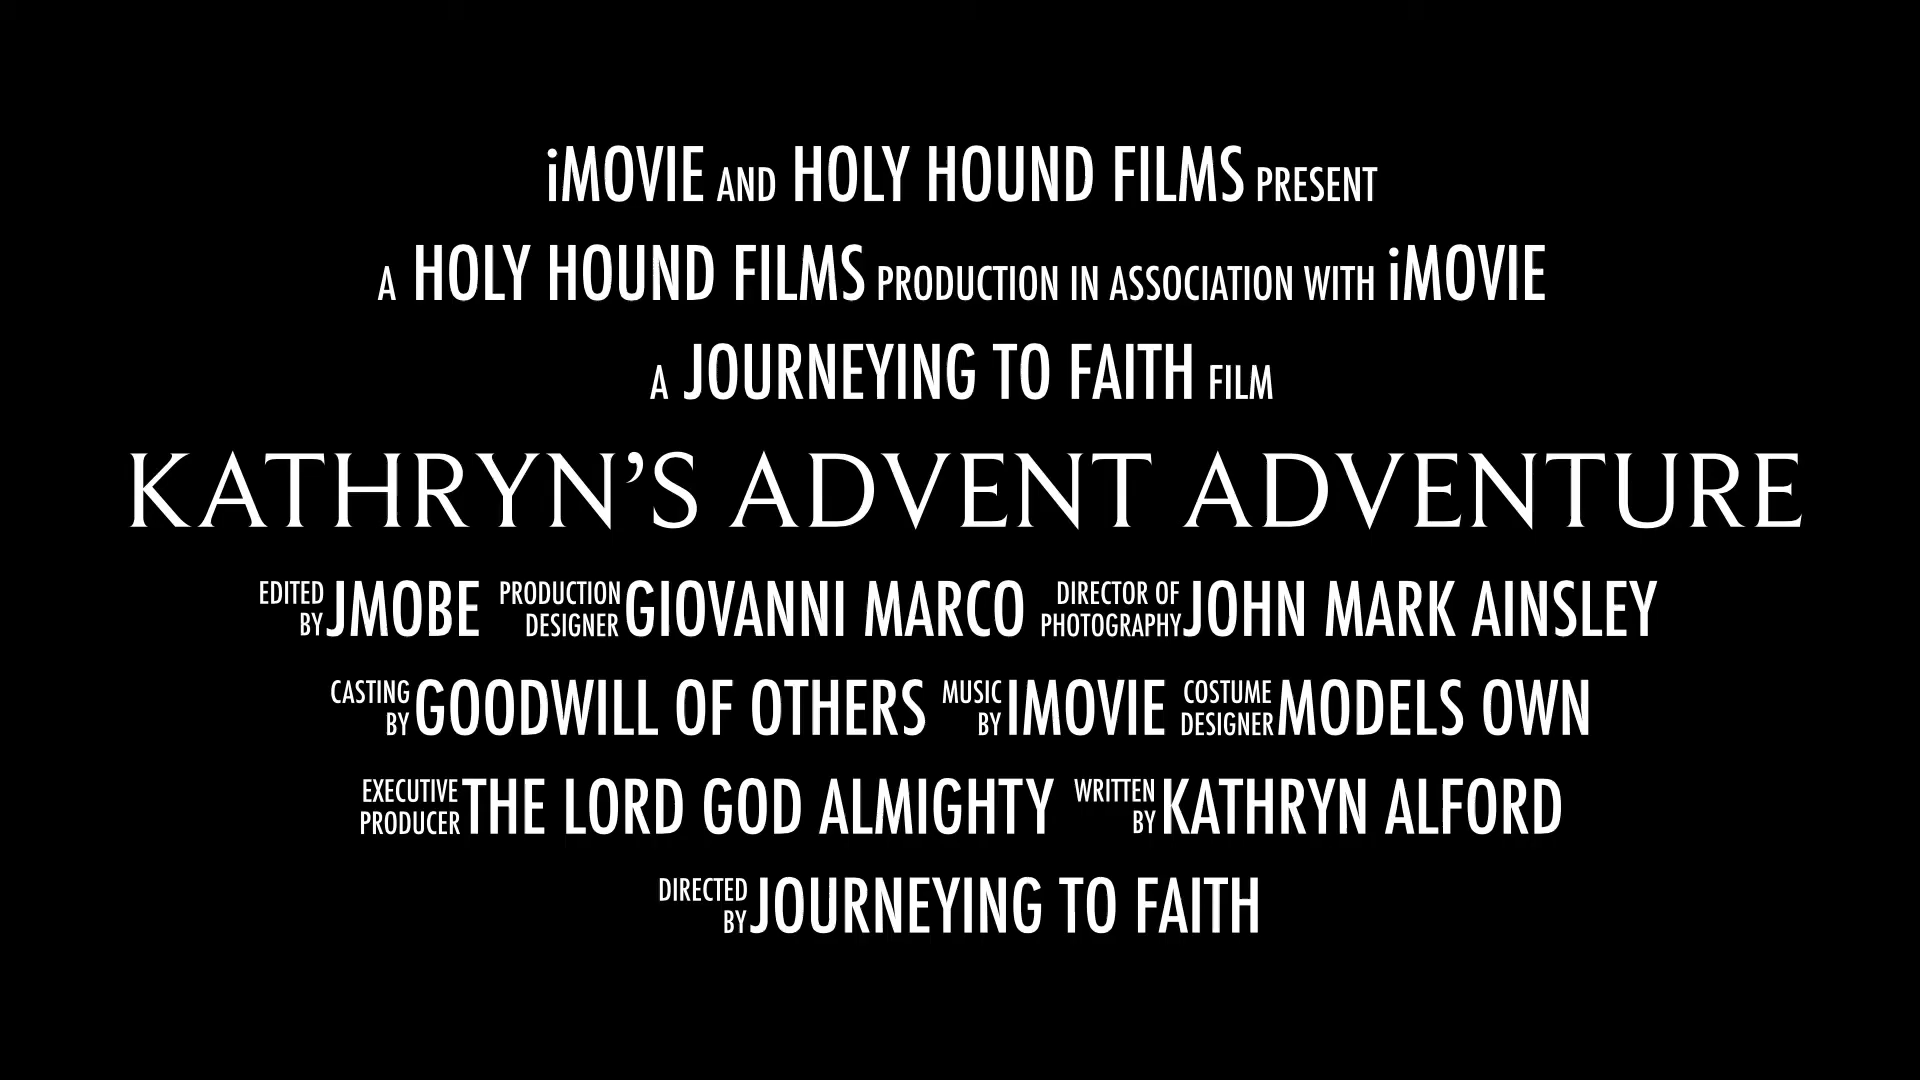 iMOVIE AND HOLY HOUND FILMS PRESENT
A HOLY HOUND FILMS PRODUCTION IN ASSOCIATION WITH iMOVIE
A JOURNEYING TO FAITH FILM
KATHRYN’S ADVENT ADVENTURE
EDITED BY JMOBE PRODUCTION DESIGNER GIOVANNI MARCO DIRECTOR OF PHOTOGRAPHY JOHN MARK AINSLEY
CASTING BY GOODWILL OF OTHERS MUSIC BY IMOVIE COSTUME DESIGNER MODELS OWN
EXECUTIVE PRODUCER THE LORD GOD ALMIGHTY WRITTEN BY KATHRYN ALFORD
DIRECTED BY JOURNEYING TO FAITH